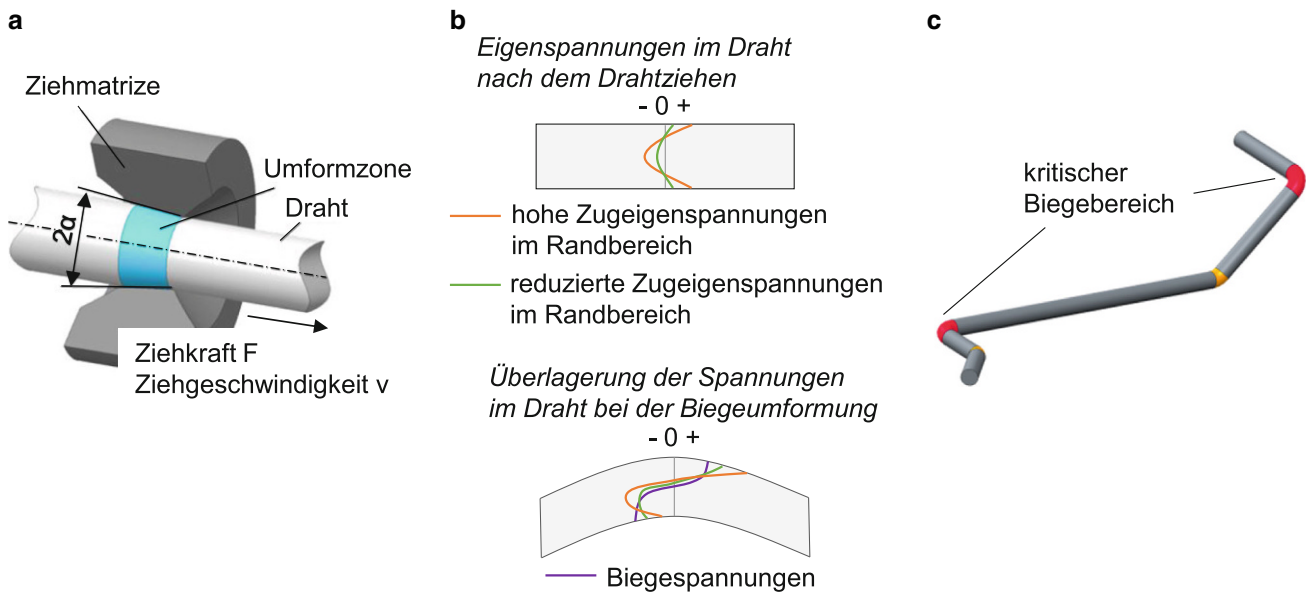 a
Ziehmatrize
Umformzone
Draht
2α
Ziehkraft F
Ziehgeschwindigkeit v
b
Eigenspannungen im Draht
nach dem Drahtziehen
- 0 +
hohe Zugeigenspannungen
im Randbereich
reduzierte Zugeigenspannungen
im Randbereich
Überlagerung der Spannungen
im Draht bei der Biegeumformung
- 0 +
Biegespannungen
c
kritischer
Biegebereich